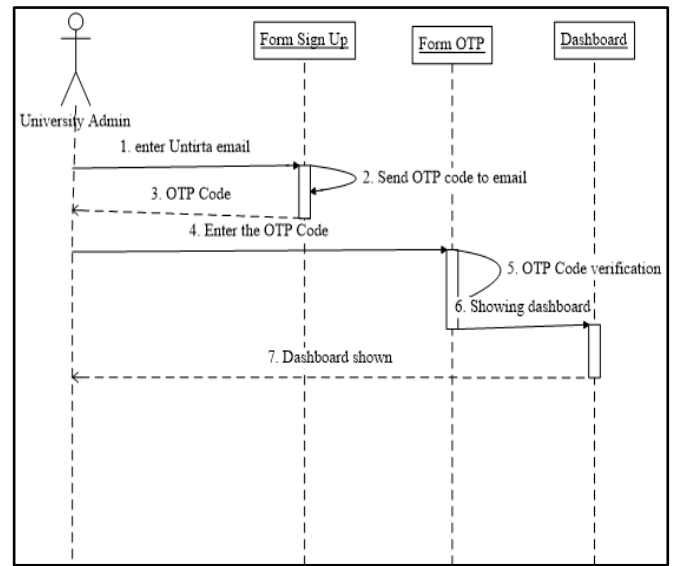 Form Sign Up
Form OTP
Dashboard
University Admin
1. enter Untirta email
2. Send OTP code to email
3. OTP Code
4. Enter the OTP Code
5. OTP Code verification
6. Showing dashboard
7. Dashboard shown